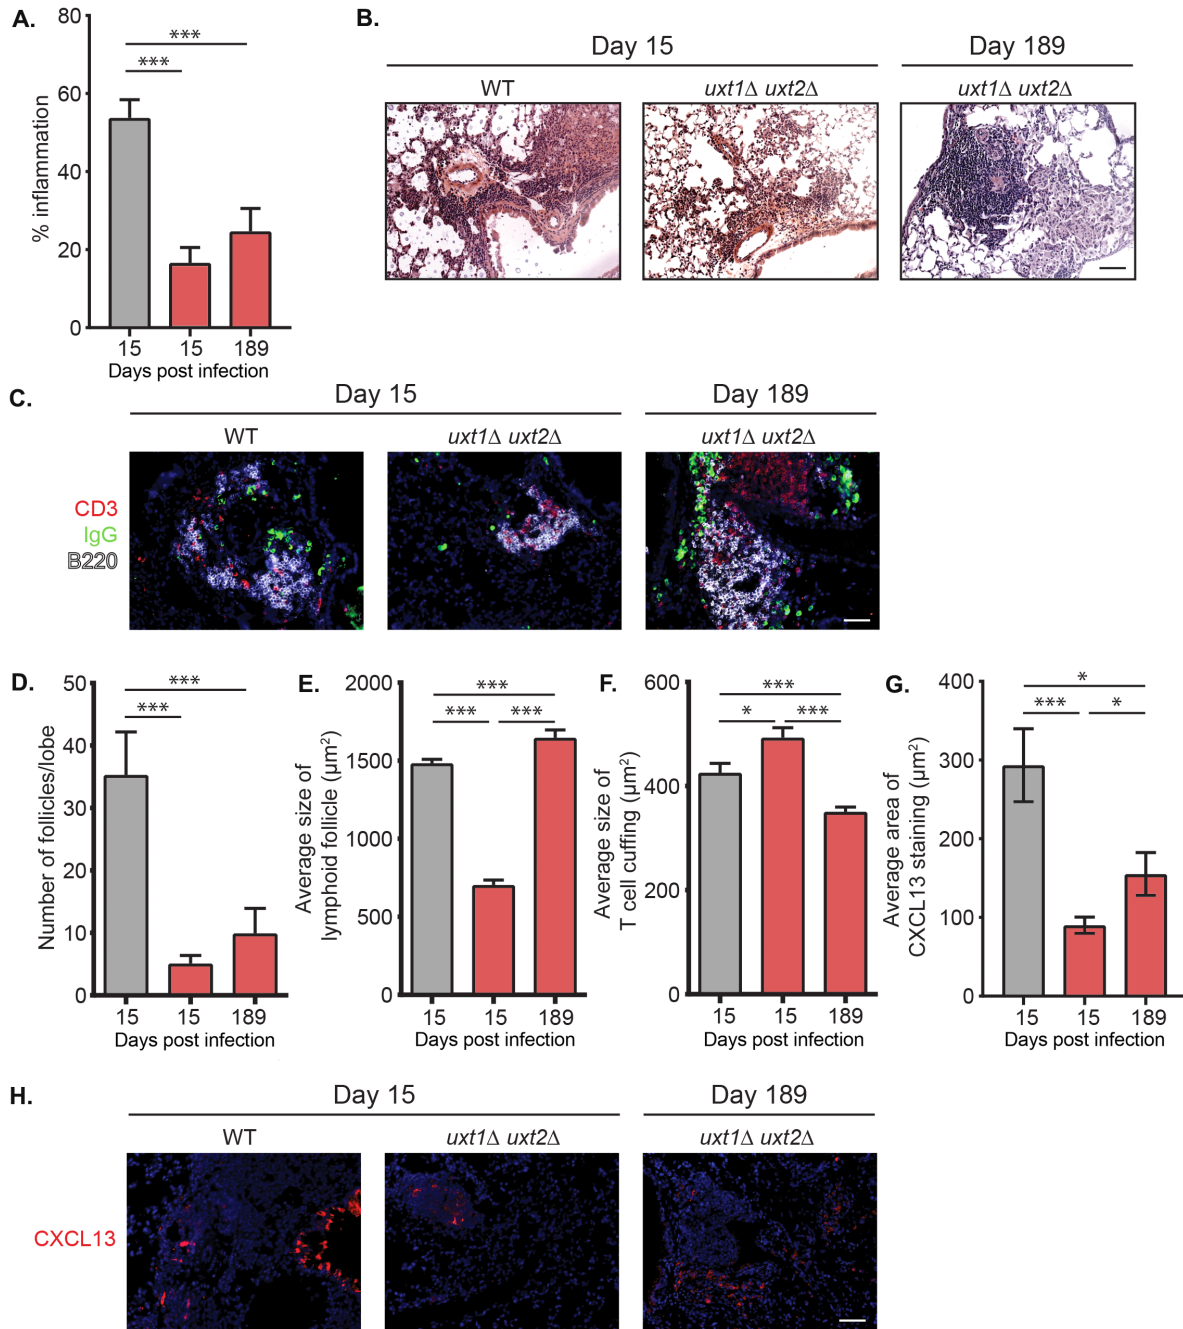 A.
80
60
40
20
0
% inflammation
***
***
15 15 189
Days post infection
B.
Day 15 Day 189
WT uxt1Δ uxt2Δ uxt1Δ uxt2Δ
C.
Day 15 Day 189
WT uxt1Δ uxt2Δ uxt1Δ uxt2Δ
CD3
IgG
B220
D.
50
40
30
20
10
0
Number of follicles/lobe
***
***
15 15 189
Days post infection
E.
2000
1500
1000
500
0
Average size of
lymphoid follicle (µm²)
***
*** ***
15 15 189
Days post infection
F.
600
400
200
0
Average size of
T cell cuffing (µm²)
***
* ***
15 15 189
Days post infection
G.
400
300
200
100
0
Average area of
CXCL13 staining (µm²)
*
*** *
15 15 189
Days post infection
H.
Day 15 Day 189
WT uxt1Δ uxt2Δ uxt1Δ uxt2Δ
CXCL13